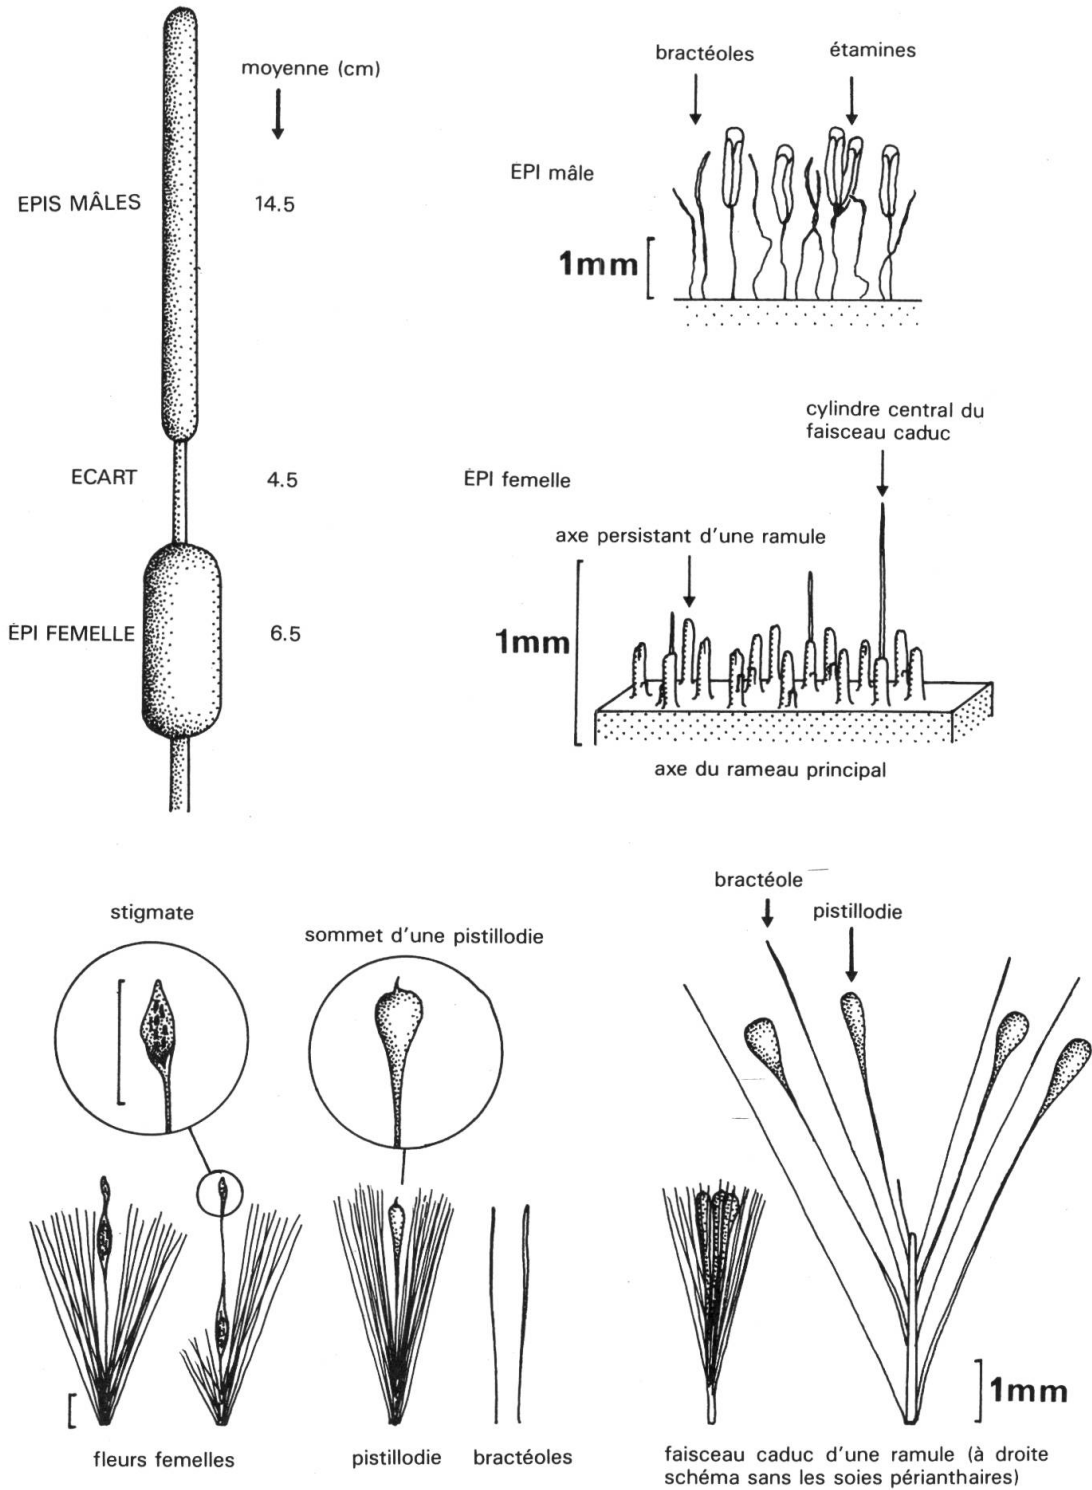 moyenne (cm)
EPIS MÂLES 14.5
ECART 4.5
ÉPI FEMELLE 6.5
bractéoles étamines
ÉPI mâle
1mm
cylindre central du
faisceau caduc
ÉPI femelle
axe persistant d'une ramule
1mm
axe du rameau principal
stigmate
sommet d'une pistillodie
bractéole
pistillodie
1mm
fleurs femelles
pistillodie
bractéoles
faisceau caduc d'une ramule (à droite
schéma sans les soies périanthaires)